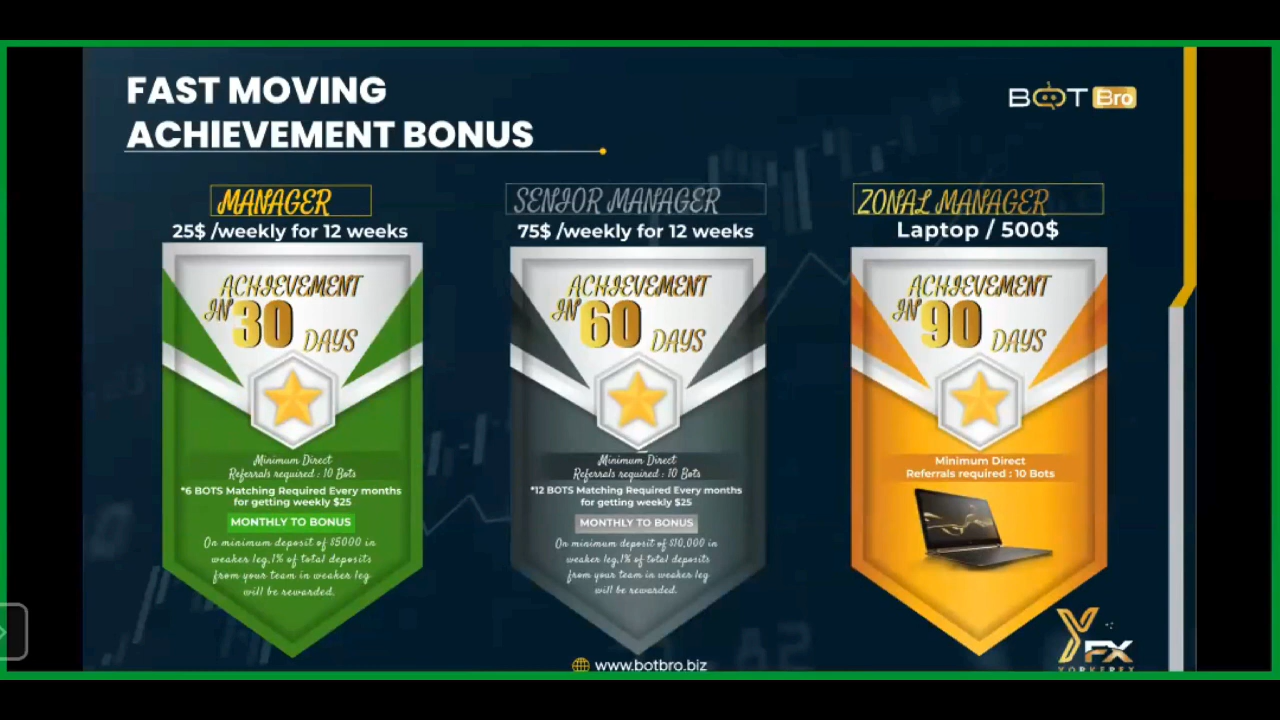 FAST MOVING
ACHIEVEMENT BONUS
BOT Bro
MANAGER
25$ /weekly for 12 weeks
ACHIEVEMENT
IN 30 DAYS
Minimum Direct
Referrals required : 10 Bots
*6 BOTS Matching Required Every months
for getting weekly $25
MONTHLY TO BONUS
On minimum deposit of $5000 in
weaker leg,1% of total deposits
from your team in weaker leg
will be rewarded.
SENIOR MANAGER
75$ /weekly for 12 weeks
ACHIEVEMENT
IN 60 DAYS
Minimum Direct
Referrals required : 10 Bots
*12 BOTS Matching Required Every months
for getting weekly $25
MONTHLY TO BONUS
On minimum deposit of $10,000 in
weaker leg,1% of total deposits
from your team in weaker leg
will be rewarded.
ZONAL MANAGER
Laptop / 500$
ACHIEVEMENT
IN 90 DAYS
Minimum Direct
Referrals required : 10 Bots
YFX
YORKERFX
www.botbro.biz